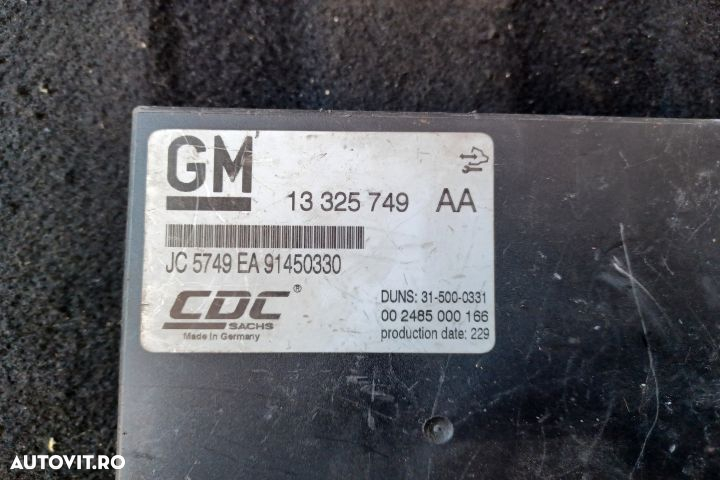 GM
13 325 749 AA
JC 5749 EA 91450330
CDC ®
SACHS
Made in Germany
DUNS: 31-500-0331
00 2485 000 166
production date: 229
AUTOVIT.RO